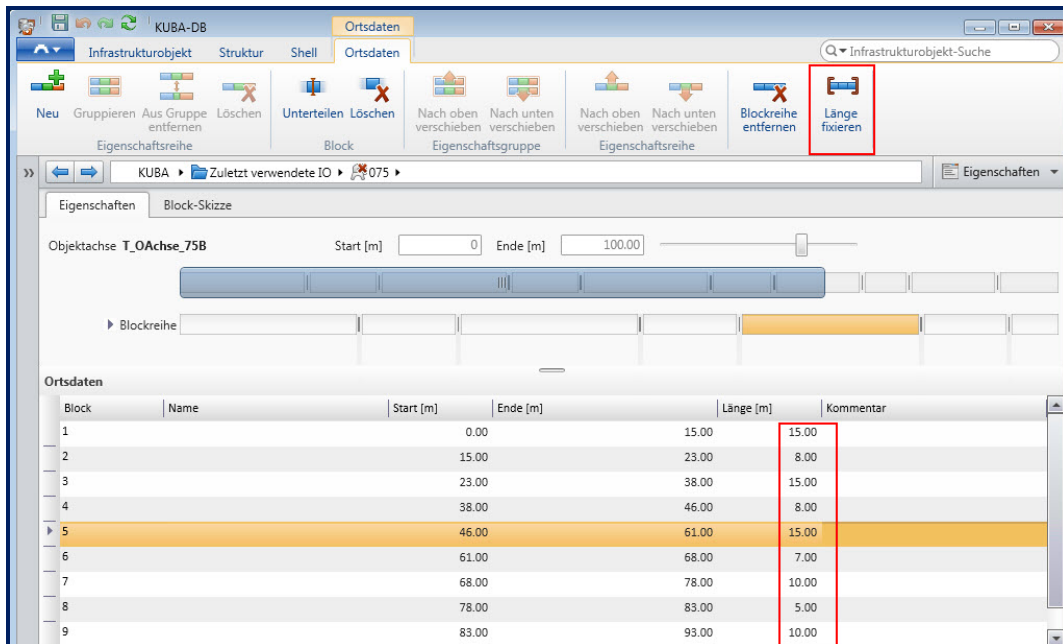 KUBA-DB
Ortsdaten
Infrastrukturobjekt Struktur Shell Ortsdaten
Infrastrukturobjekt-Suche
Neu Gruppieren Aus Gruppe entfernen Löschen Unterteilen Löschen Nach oben verschieben Nach unten verschieben Nach oben verschieben Nach unten verschieben Blockreihe entfernen Länge fixieren
Eigenschaftsreihe Block Eigenschaftsgruppe Eigenschaftsreihe
KUBA Zuletzt verwendete IO 075 Eigenschaften
Eigenschaften Block-Skizze
Objektachse T_OAchse_75B Start [m] 0 Ende [m] 100.00
Blockreihe
Ortsdaten
Block Name Start [m] Ende [m] Länge [m] Kommentar
1 0.00 15.00 15.00
2 15.00 23.00 8.00
3 23.00 38.00 15.00
4 38.00 46.00 8.00
5 46.00 61.00 15.00
6 61.00 68.00 7.00
7 68.00 78.00 10.00
8 78.00 83.00 5.00
9 83.00 93.00 10.00